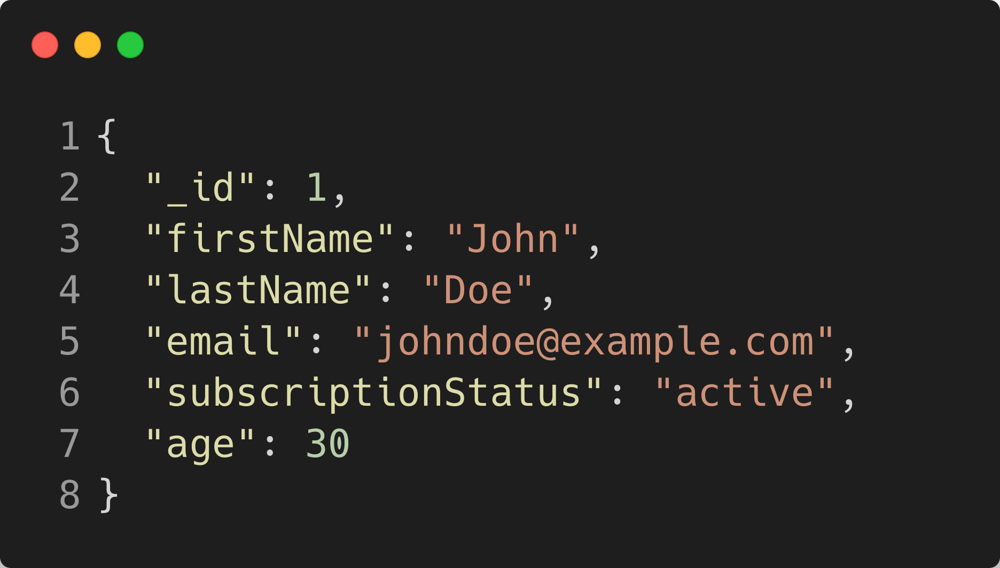 1 {
2   "_id": 1,
3   "firstName": "John",
4   "lastName": "Doe",
5   "email": "johndoe@example.com",
6   "subscriptionStatus": "active",
7   "age": 30
8 }